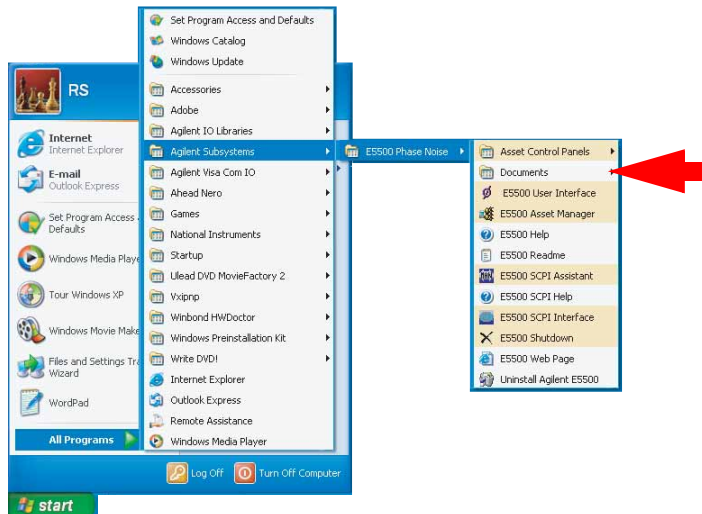 Set Program Access and Defaults
Windows Catalog
Windows Update
Accessories
Adobe
Agilent IO Libraries
Agilent Subsystems
Agilent Visa Com IO
Ahead Nero
Games
National Instruments
Startup
Ulead DVD MovieFactory 2
Vxipnp
Winbond HWDoctor
Windows Preinstallation Kit
Write DVD!
Internet Explorer
Outlook Express
Remote Assistance
Windows Media Player
RS
Internet
Internet Explorer
E-mail
Outlook Express
Set Program Access
Defaults
Windows Media Playe
Tour Windows XP
Windows Movie Make
Files and Settings Tra
Wizard
WordPad
All Programs
Log Off
Turn Off Computer
start
E5500 Phase Noise
Asset Control Panels
Documents
E5500 User Interface
E5500 Asset Manager
E5500 Help
E5500 Readme
E5500 SCPI Assistant
E5500 SCPI Help
E5500 SCPI Interface
E5500 Shutdown
E5500 Web Page
Uninstall Agilent E5500